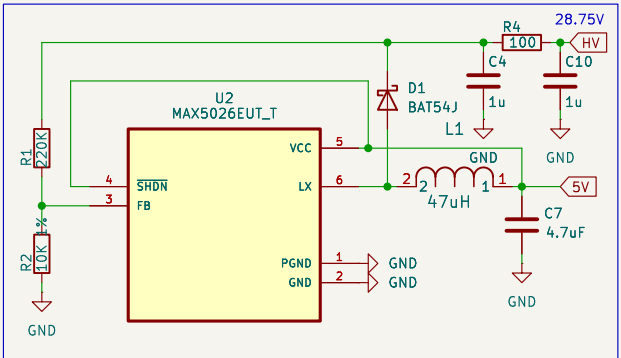 28.75V
R4
100
HV
C4
1u
C10
1u
GND
GND
D1
BAT54J
U2
MAX5026EUT_T
R1
220K
VCC
5
SHDN
4
FB
3
LX
6
L1
2
2
1
1
47uH
5V
C7
4.7uF
GND
R2
10K 1%
GND
PGND
1
GND
GND
2
GND